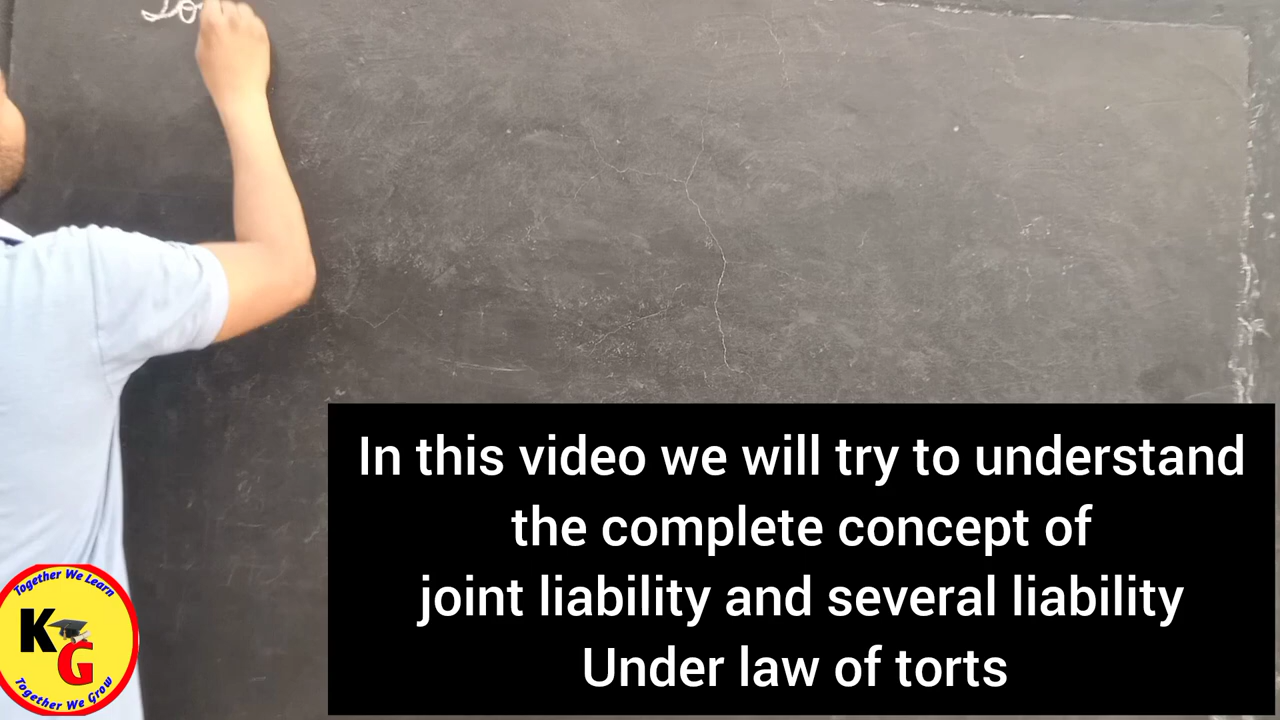 In this video we will try to understand
the complete concept of
joint liability and several liability
Under law of torts
Together We Learn
KG
Together We Grow